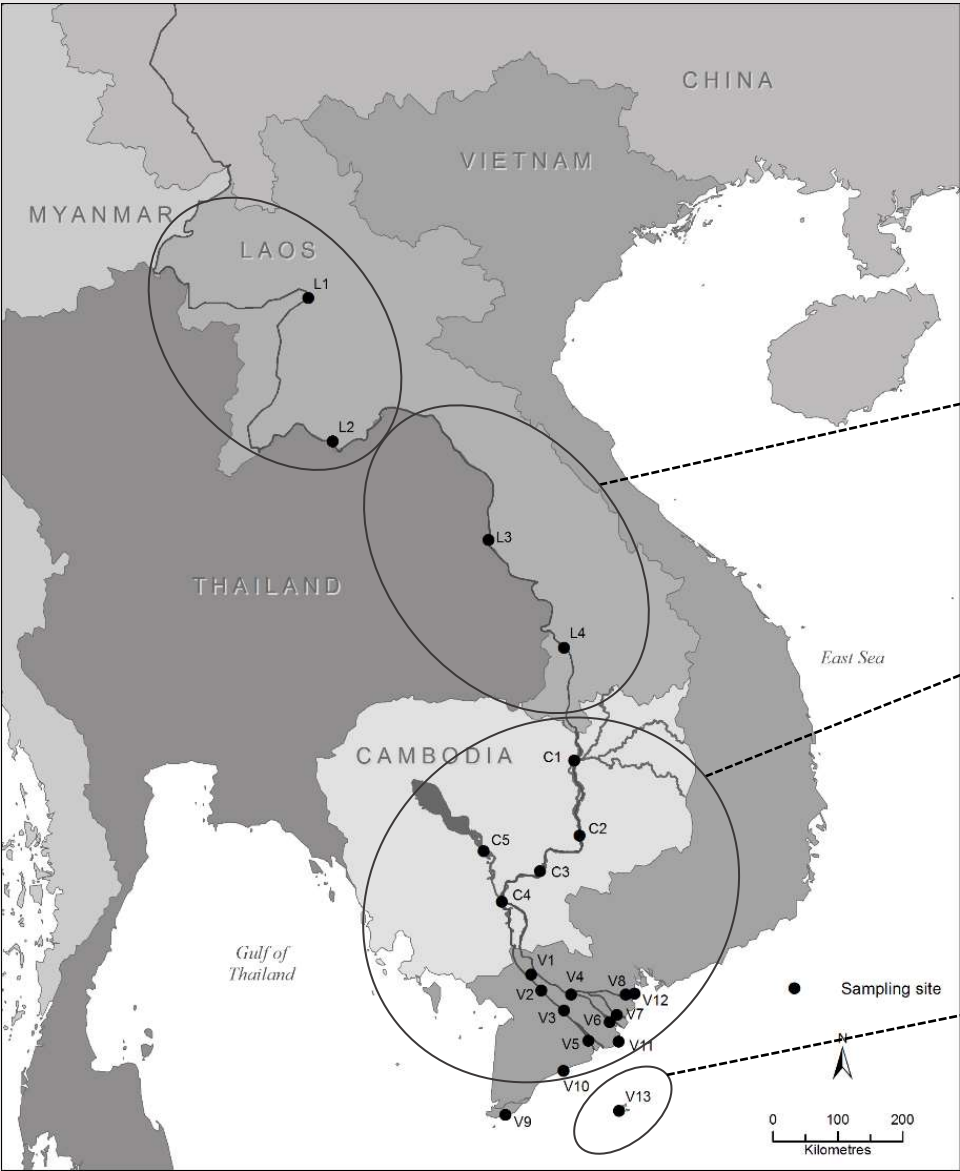 CHINA
VIETNAM
MYANMAR
LAOS
L1
L2
L3
THAILAND
L4
East Sea
CAMBODIA
C1
C2
C5
C3
C4
Gulf of
Thailand
V1
V4
V8
V2
V12
V3
V7
V6
V5
V11
V10
V13
V9
Sampling site
N
0 100 200
Kilometres